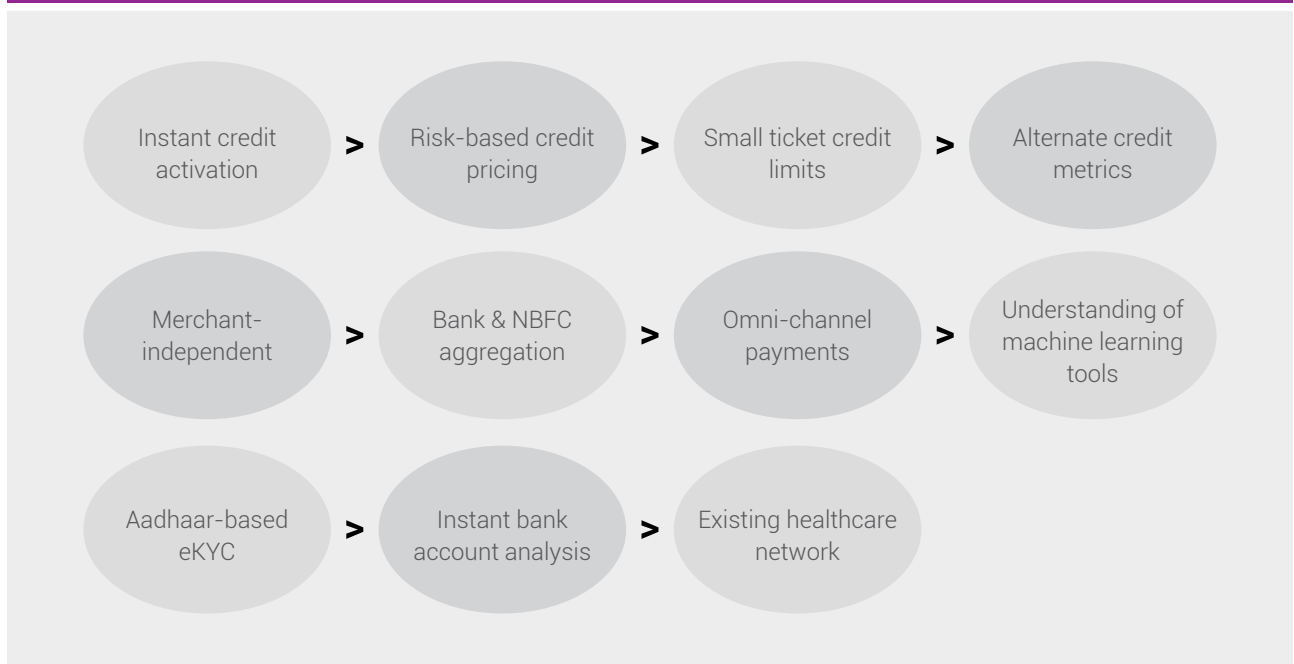 Instant credit
activation
>
Risk-based credit
pricing
>
Small ticket credit
limits
>
Alternate credit
metrics
Merchant-
independent
>
Bank & NBFC
aggregation
>
Omni-channel
payments
>
Understanding of
machine learning
tools
Aadhaar-based
eKYC
>
Instant bank
account analysis
>
Existing healthcare
network